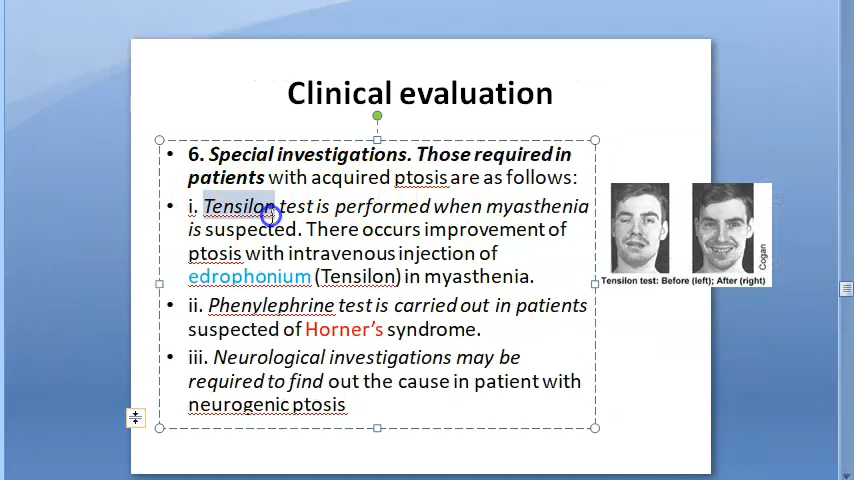 Clinical evaluation
• 6. Special investigations. Those required in
patients with acquired ptosis are as follows:
• i. Tensilon test is performed when myasthenia
is suspected. There occurs improvement of
ptosis with intravenous injection of
edrophonium (Tensilon) in myasthenia.
• ii. Phenylephrine test is carried out in patients
suspected of Horner's syndrome.
• iii. Neurological investigations may be
required to find out the cause in patient with
neurogenic ptosis
Cogan
Tensilon test: Before (left); After (right)